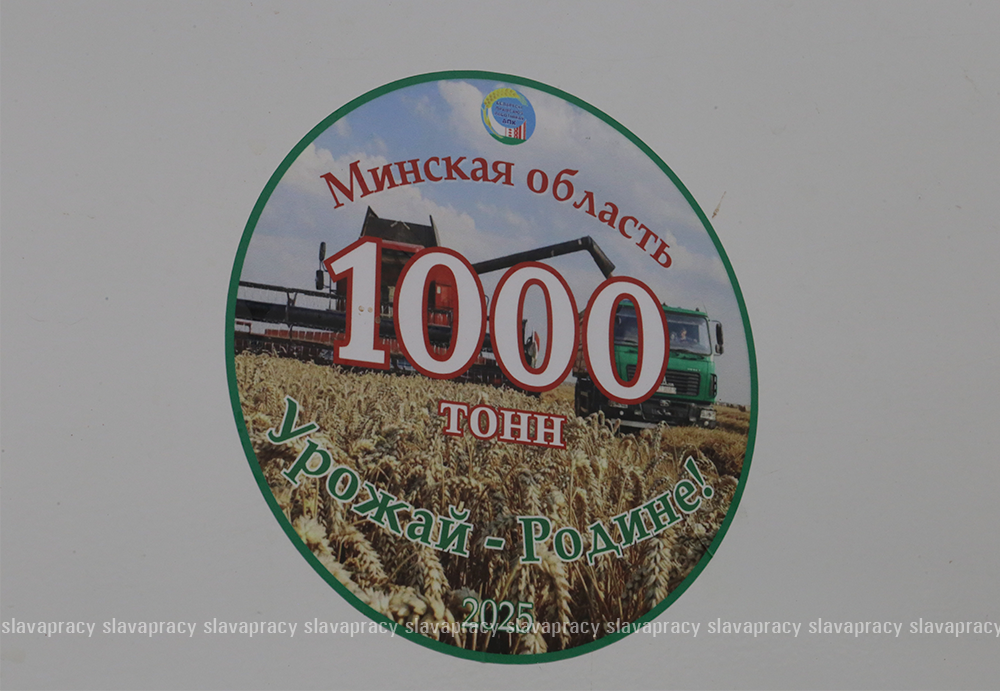 Минская область
1000
тонн
Урожай - Родине!
2025
slavapracy slavapracy slavapracy slavapracy slavapracy slavapracy slavapracy slavapracy slavapracy slavapracy